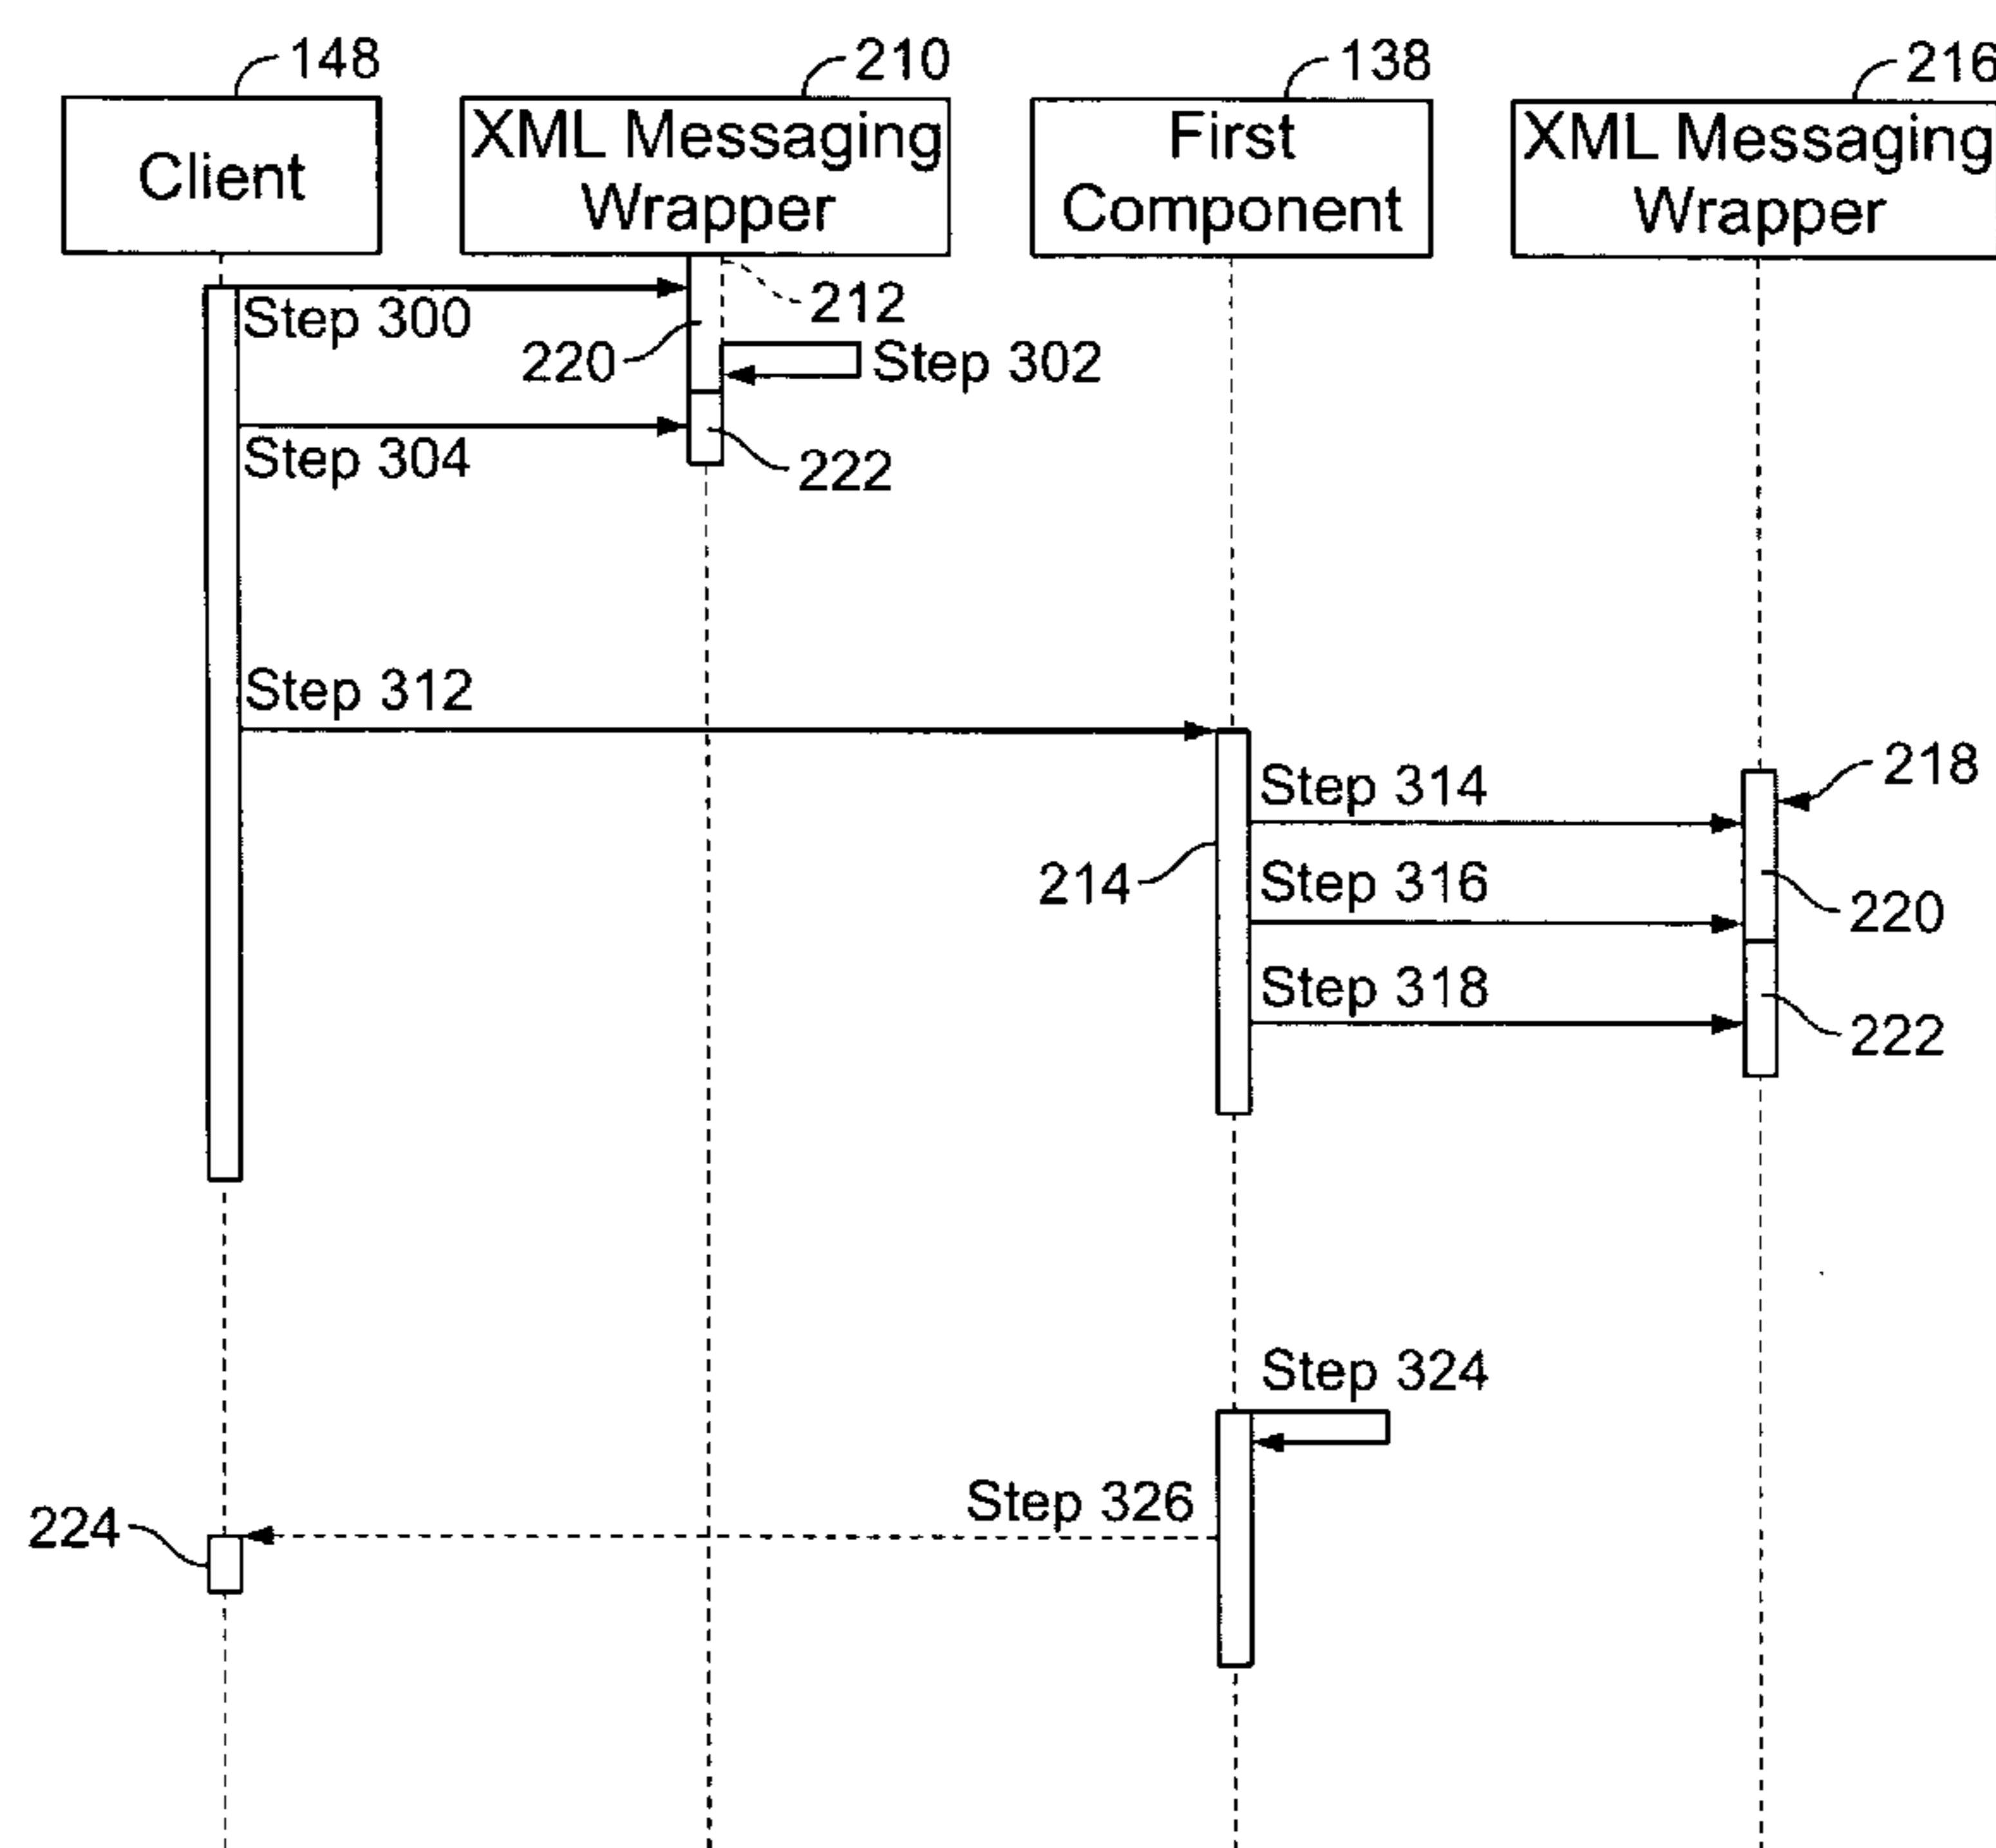 148
210
138
216
Client
XML Messaging
Wrapper
First
Component
XML Messaging
Wrapper
Step 300
212
220
Step 302
Step 304
222
Step 312
218
Step 314
214
Step 316
220
Step 318
222
Step 324
Step 326
224